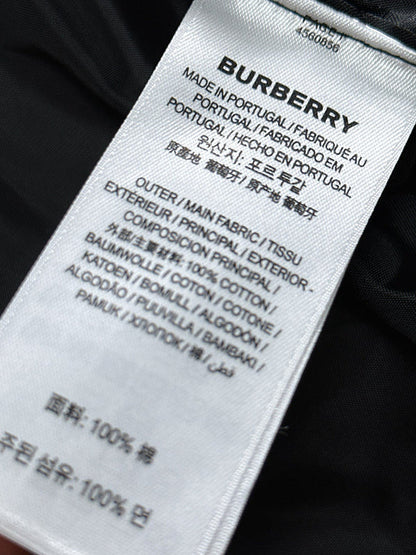 4560856
BURBERRY
MADE IN PORTUGAL / FABRIQUÉ AU
PORTUGAL / FABRICADO EM
PORTUGAL / HECHO EN PORTUGAL
원산지: 포르투갈
原產地 葡萄牙 / 原产地 葡萄牙
OUTER / MAIN FABRIC / TISSU
EXTÉRIEUR / PRINCIPAL / EXTERIOR -
COMPOSICION PRINCIPAL /
外部/主要材料: 100% COTTON /
BAUMWOLLE / COTON / COTONE /
KATOEN / BOMULL / ALGODÓN /
ALGODÃO / PUUVILLA / BAMBAKI /
PAMUK / ХЛОПОК / 棉 / قطن
面料: 100% 棉
주된 섬유: 100% 면